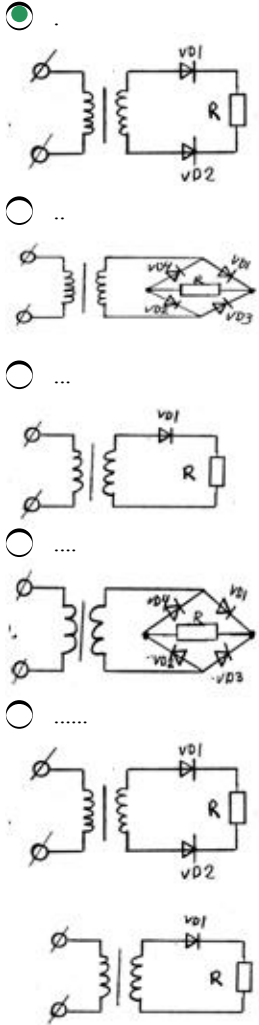 .
VD1
R
VD2
..
VD4 VD1
R
VD2 VD3
...
VD1
R
....
VD4 VD1
R
VD2 VD3
......
VD1
R
VD2
VD1
R